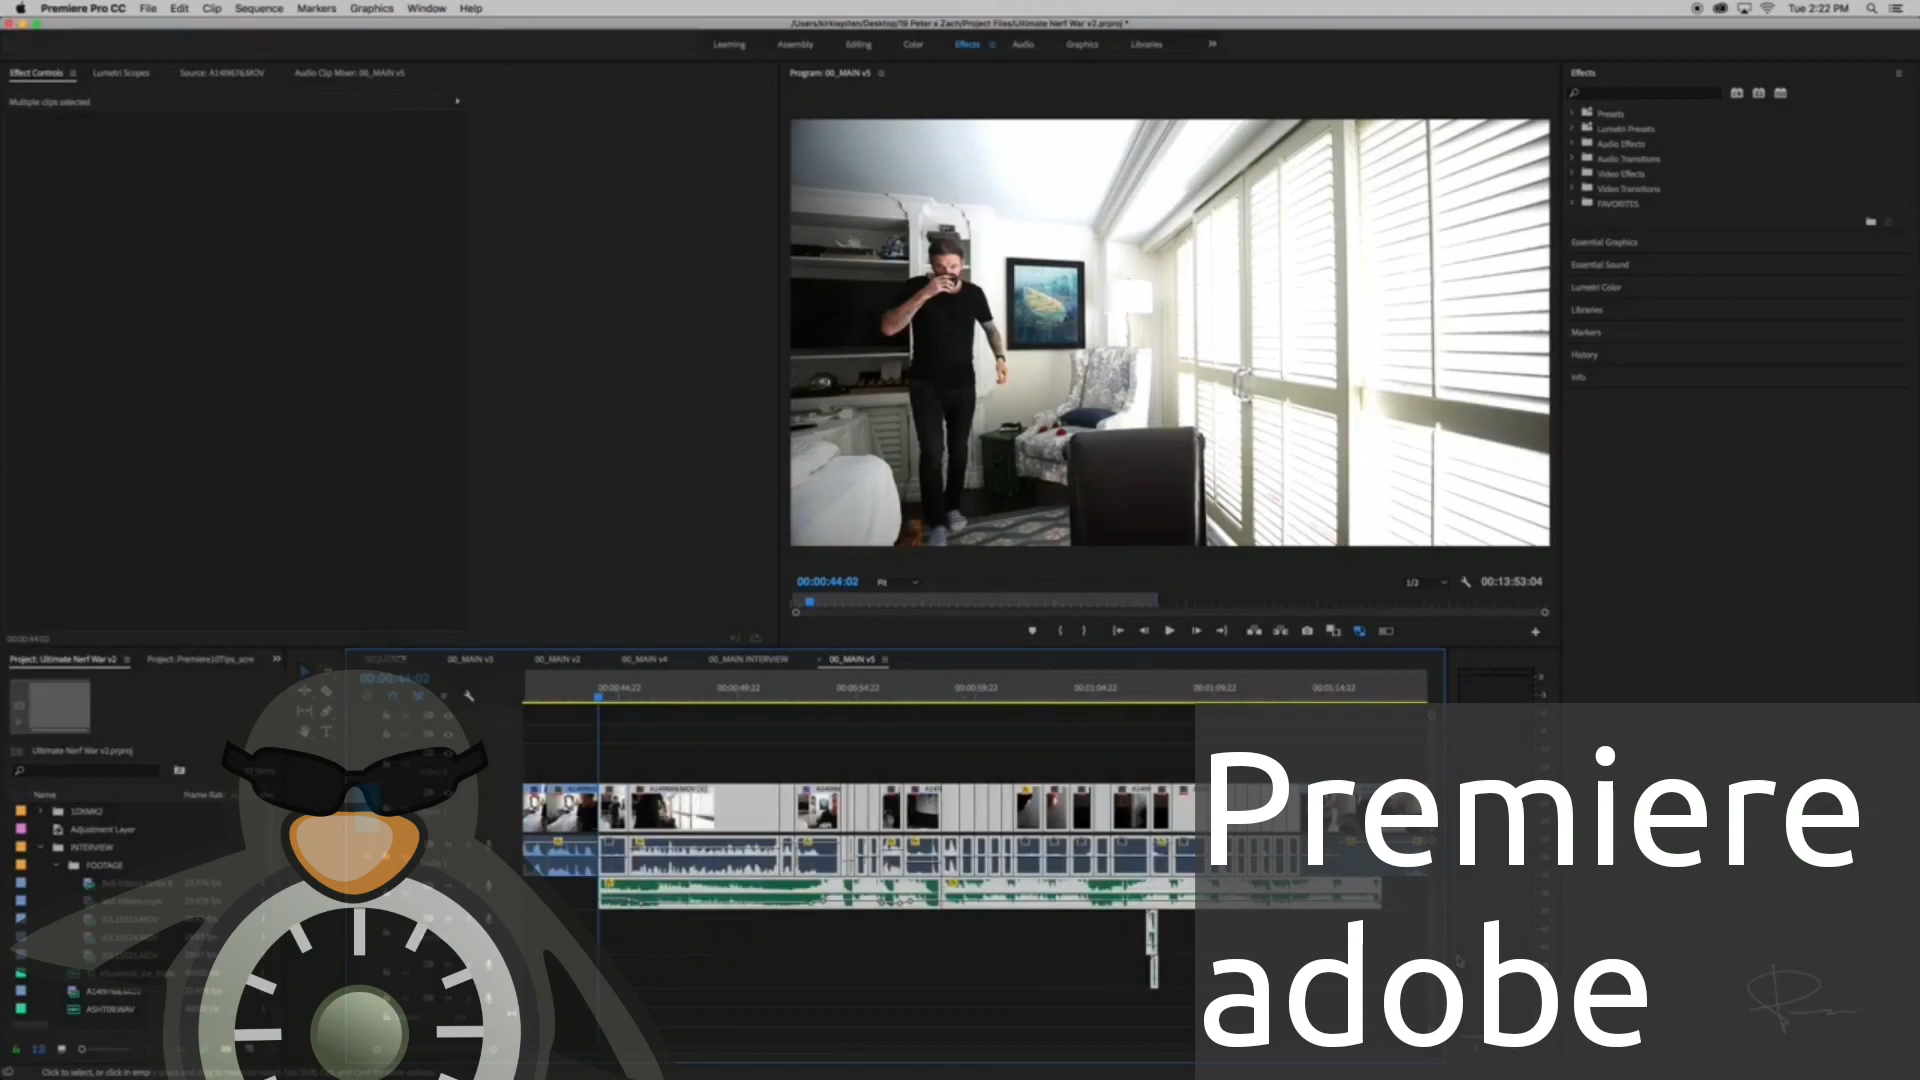 Premiere Pro CC File Edit Clip Sequence Markers Graphics Window Help
Tue 2:22 PM
/Users/kirkiepiten/Desktop/19 Peter x Zach/Project Files/Ultimate Nerf War v2.prproj *
Learning Assembly Editing Color Effects Audio Graphics Libraries
Effect Controls Lumetri Scopes Source: A14I9676.MOV Audio Clip Mixer: 00_MAIN v5
Program: 00_MAIN v5
Effects
Multiple clips selected
Presets
Lumetri Presets
Audio Effects
Audio Transitions
Video Effects
Video Transitions
FAVORITES
Essential Graphics
Essential Sound
Lumetri Color
Libraries
Markers
History
Info
00:00:44:02 Fit 1/2 00:13:53:04
00:00:44:02
Project: Ultimate Nerf War v2 Project: Premiere10Tips_scre
00_MAIN v3 00_MAIN v2 00_MAIN v4 00_MAIN INTERVIEW 00_MAIN v5
00:00:44:02
00:00:44:22 00:00:49:22 00:00:54:22 00:00:59:22 00:01:04:22 00:01:09:22 00:01:14:22
Ultimate Nerf War v2.prproj
Name Frame Rate
1DXMK2
Adjustment Layer
INTERVIEW
FOOTAGE
A14I9766.MOV
ASHT09.WAV
Click to select, or click in emp
Premiere
adobe